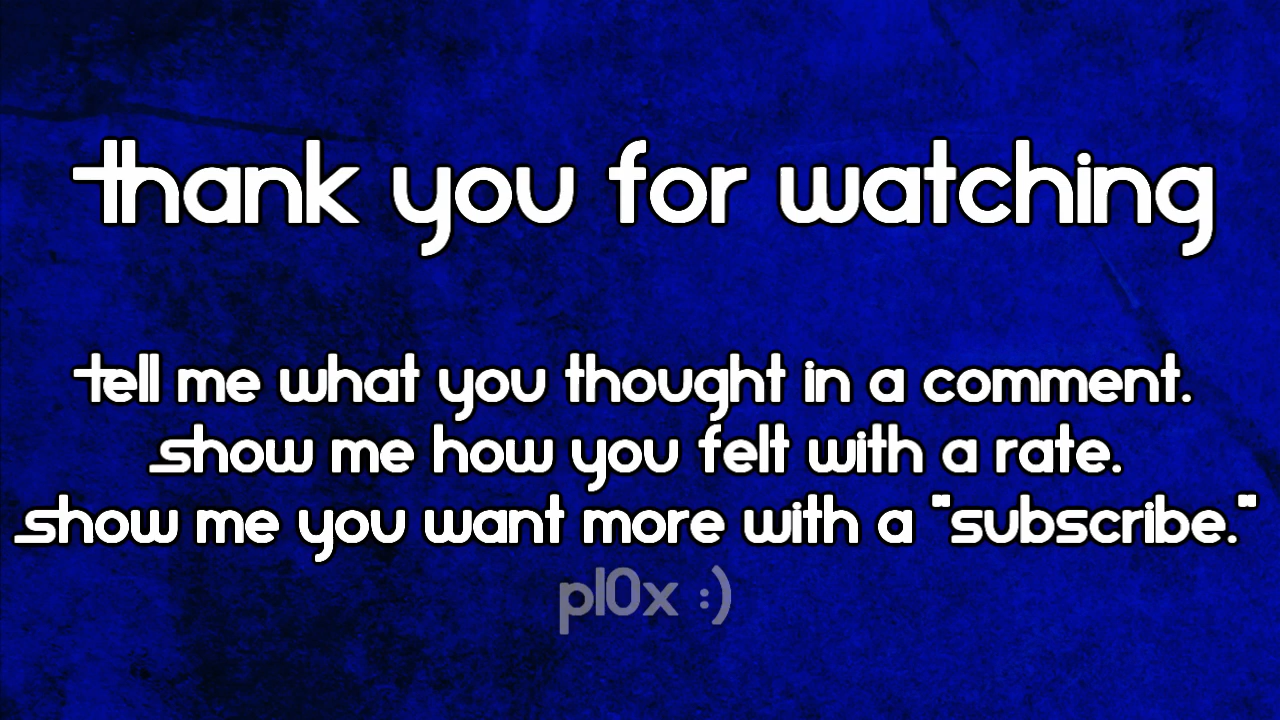 thank you for watching
tell me what you thought in a comment.
show me how you felt with a rate.
show me you want more with a "subscribe."
pl0x :)